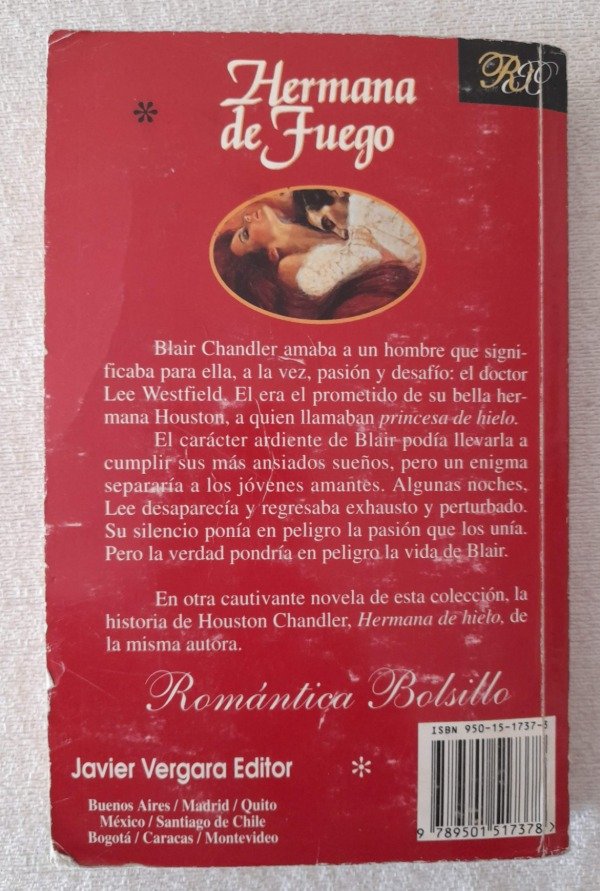 Hermana
de Fuego
Blair Chandler amaba a un hombre que signi-
ficaba para ella, a la vez, pasión y desafío: el doctor
Lee Westfield. El era el prometido de su bella her-
mana Houston, a quien llamaban princesa de hielo.
El carácter ardiente de Blair podía llevarla a
cumplir sus más ansiados sueños, pero un enigma
separaría a los jóvenes amantes. Algunas noches,
Lee desaparecía y regresaba exhausto y perturbado.
Su silencio ponía en peligro la pasión que los unía.
Pero la verdad pondría en peligro la vida de Blair.
En otra cautivante novela de esta colección, la
historia de Houston Chandler, Hermana de hielo, de
la misma autora.
Romántica Bolsillo
ISBN 950-15-1737-3
Javier Vergara Editor
Buenos Aires / Madrid / Quito
México / Santiago de Chile
Bogotá / Caracas / Montevideo
9 789501 517378 >